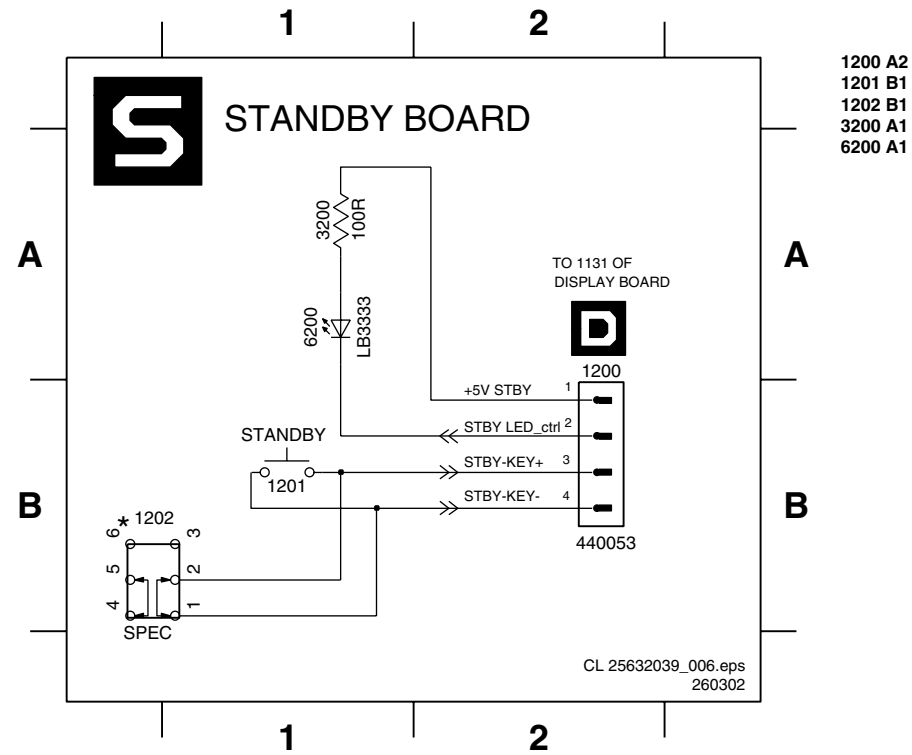 1 2
1200 A2
1201 B1
1202 B1
3200 A1
6200 A1
S STANDBY BOARD
3200
100R
A A
TO 1131 OF
DISPLAY BOARD
D
6200
LB3333
1200
+5V STBY 1
STBY LED_ctrl 2
STANDBY
STBY-KEY+ 3
1201
STBY-KEY- 4
B B
* 1202
6 3
5 2
4 1
440053
SPEC
CL 25632039_006.eps
260302
1 2